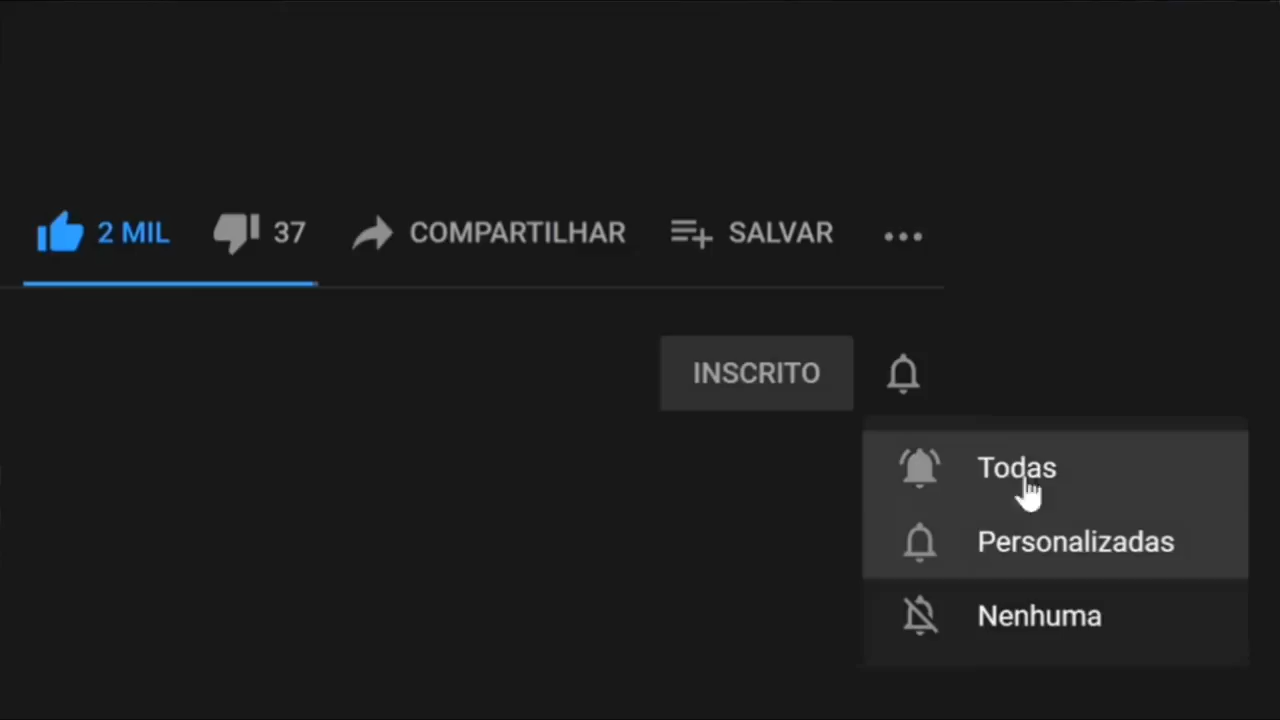 2 MIL 37 COMPARTILHAR SALVAR
INSCRITO
Todas
Personalizadas
Nenhuma